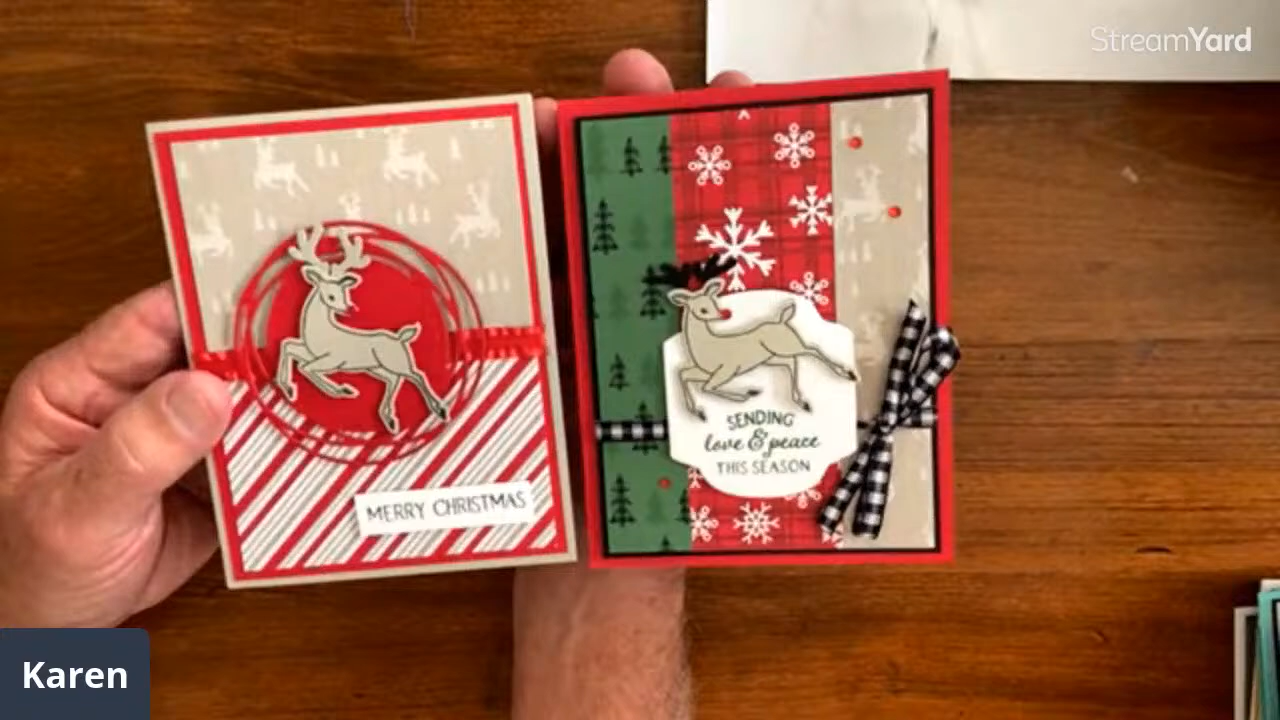 StreamYard
MERRY CHRISTMAS
SENDING
love & peace
THIS SEASON
Karen